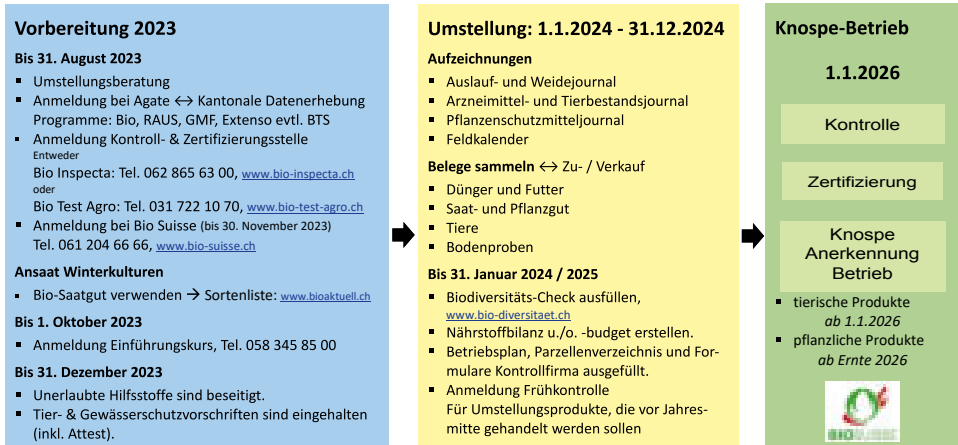 Vorbereitung 2023
Bis 31. August 2023
▪ Umstellungsberatung
▪ Anmeldung bei Agate ↔ Kantonale Datenerhebung
Programme: Bio, RAUS, GMF, Extenso evtl. BTS
▪ Anmeldung Kontroll- & Zertifizierungsstelle
Entweder
Bio Inspecta: Tel. 062 865 63 00, www.bio-inspecta.ch
oder
Bio Test Agro: Tel. 031 722 10 70, www.bio-test-agro.ch
▪ Anmeldung bei Bio Suisse (bis 30. November 2023)
Tel. 061 204 66 66, www.bio-suisse.ch
Ansaat Winterkulturen
▪ Bio-Saatgut verwenden → Sortenliste: www.bioaktuell.ch
Bis 1. Oktober 2023
▪ Anmeldung Einführungskurs, Tel. 058 345 85 00
Bis 31. Dezember 2023
▪ Unerlaubte Hilfsstoffe sind beseitigt.
▪ Tier- & Gewässerschutzvorschriften sind eingehalten
(inkl. Attest).
Umstellung: 1.1.2024 - 31.12.2024
Aufzeichnungen
▪ Auslauf- und Weidejournal
▪ Arzneimittel- und Tierbestandsjournal
▪ Pflanzenschutzmitteljournal
▪ Feldkalender
Belege sammeln ↔ Zu- / Verkauf
▪ Dünger und Futter
▪ Saat- und Pflanzgut
▪ Tiere
▪ Bodenproben
Bis 31. Januar 2024 / 2025
▪ Biodiversitäts-Check ausfüllen,
www.bio-diversitaet.ch
▪ Nährstoffbilanz u./o. -budget erstellen.
▪ Betriebsplan, Parzellenverzeichnis und For-
mulare Kontrollfirma ausgefüllt.
▪ Anmeldung Frühkontrolle
Für Umstellungsprodukte, die vor Jahres-
mitte gehandelt werden sollen
Knospe-Betrieb
1.1.2026
Kontrolle
Zertifizierung
Knospe
Anerkennung
Betrieb
▪ tierische Produkte
ab 1.1.2026
▪ pflanzliche Produkte
ab Ernte 2026
BIOSUISSE